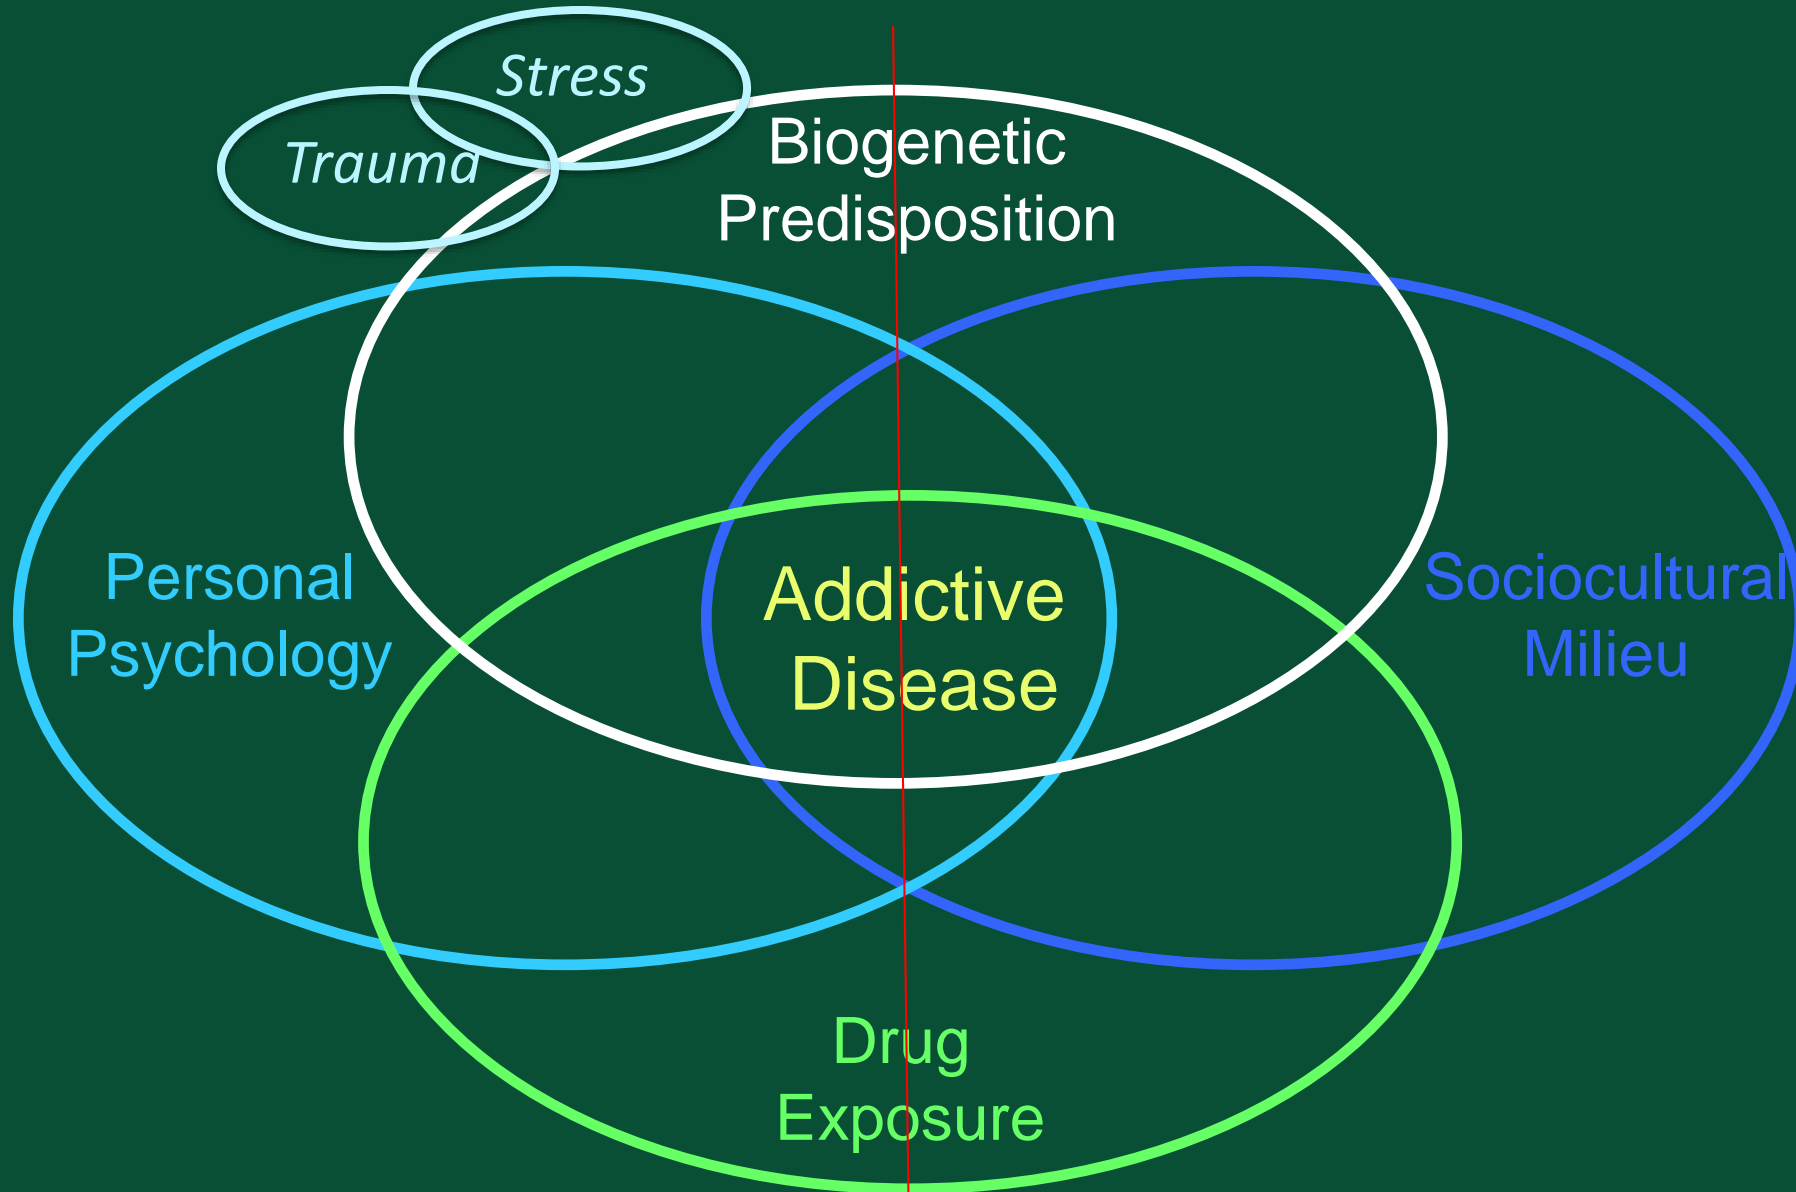 Stress
Trauma
Biogenetic
Predisposition
Personal
Psychology
Addictive
Disease
Sociocultural
Milieu
Drug
Exposure